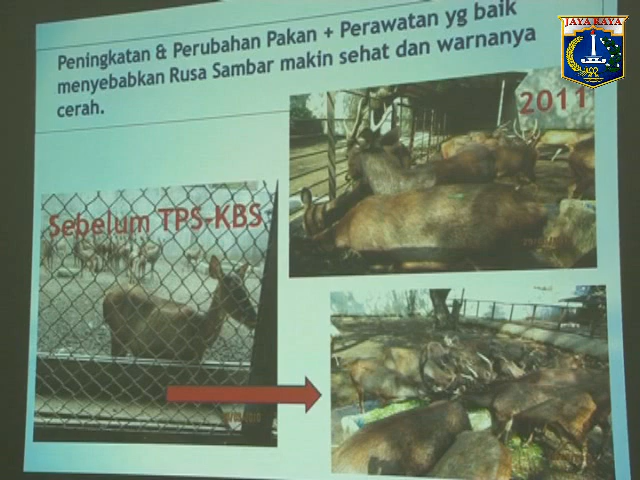 Peningkatan & Perubahan Pakan + Perawatan yg baik
menyebabkan Rusa Sambar makin sehat dan warnanya
cerah.
JAYA RAYA
2011
Sebelum TPS-KBS